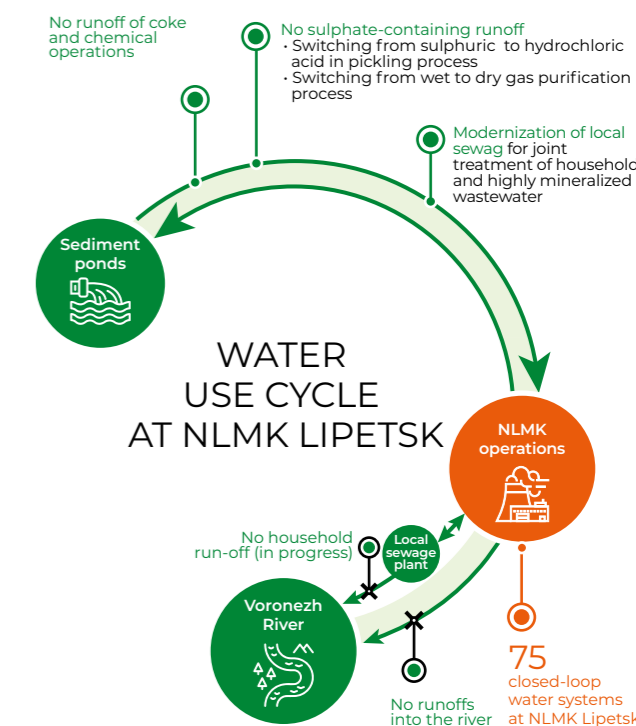 No runoff of coke
and chemical
operations
No sulphate-containing runoff
· Switching from sulphuric to hydrochloric
acid in pickling process
· Switching from wet to dry gas purification
process
Modernization of local
sewag for joint
treatment of household
and highly mineralized
wastewater
Sediment
ponds
WATER
USE CYCLE
AT NLMK LIPETSK
NLMK
operations
No household
run-off (in progress)
Local
sewage
plant
Voronezh
River
No runoffs
into the river
75
closed-loop
water systems
at NLMK Lipetsk